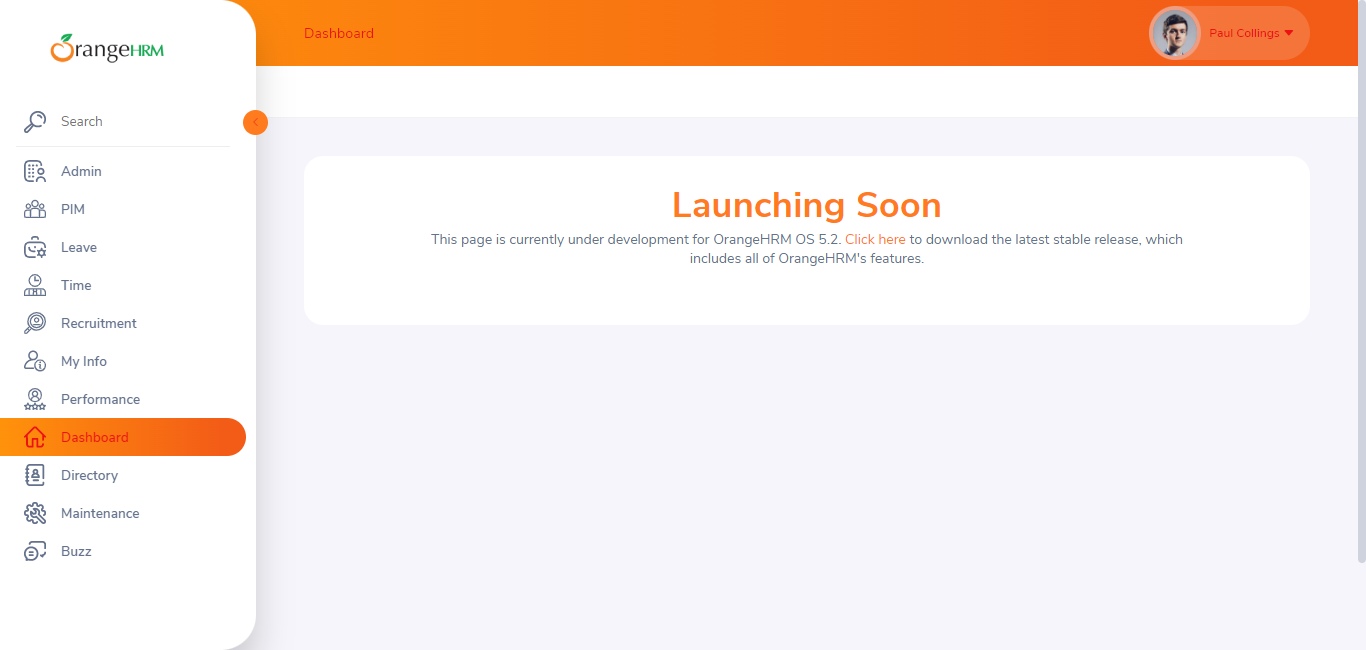 OrangeHRM
Dashboard
Paul Collings
Search
Admin
PIM
Leave
Time
Recruitment
My Info
Performance
Dashboard
Directory
Maintenance
Buzz
Launching Soon
This page is currently under development for OrangeHRM OS 5.2. Click here to download the latest stable release, which
includes all of OrangeHRM's features.